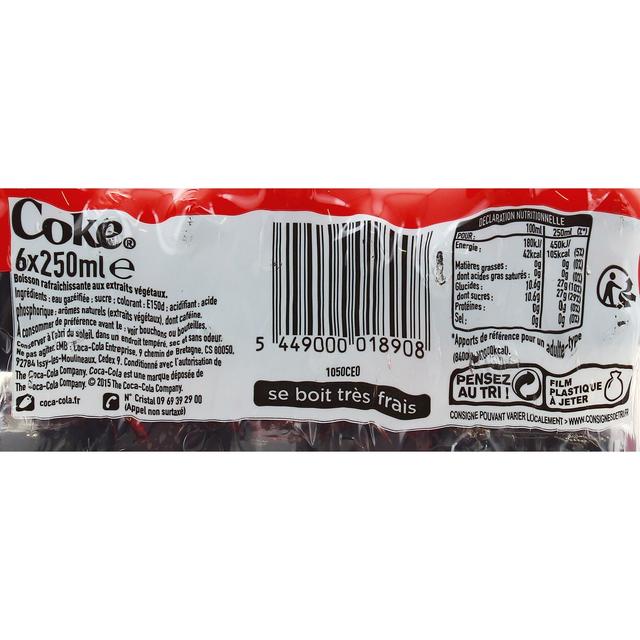 Coke®
6x250ml e
Boisson rafraîchissante aux extraits végétaux.
Ingrédients : eau gazéifiée ; sucre ; colorant : E150d ; acidifiant : acide
phosphorique ; arômes naturels (extraits végétaux), dont caféine.
A consommer de préférence avant le : voir bouchons ou bouteilles.
Conserver à l'abri du soleil, dans un endroit tempéré, sec et sans odeur.
Ne pas agiter. EMB : Coca-Cola Entreprise, 9 chemin de Bretagne, CS 80050,
92784 Issy-les-Moulineaux, Cedex 9. Conditionné avec l'autorisation de
The Coca-Cola Company. Coca-Cola est une marque déposée de
The Coca-Cola Company. © 2015 The Coca-Cola Company.
coca-cola.fr
N° Cristal 09 69 39 29 00
(Appel non surtaxé)
5 449000 018908
1050CE0
se boit très frais
DÉCLARATION NUTRITIONNELLE
POUR : 100ml 250ml (%*)
Energie : 180kJ/ 450kJ/
42kcal 105kcal (5%)
Matières grasses : 0g 0g (0%)
dont acides gras saturés : 0g 0g (0%)
Glucides : 10.6g 27g (10%)
dont sucres : 10.6g 27g (29%)
Protéines : 0g 0g (0%)
Sel : 0g 0g (0%)
*Apports de référence pour un adulte-type
PENSEZ
AU TRI !
FILM
PLASTIQUE
À JETER
CONSIGNE POUVANT VARIER LOCALEMENT > WWW.CONSIGNESDETRI.FR